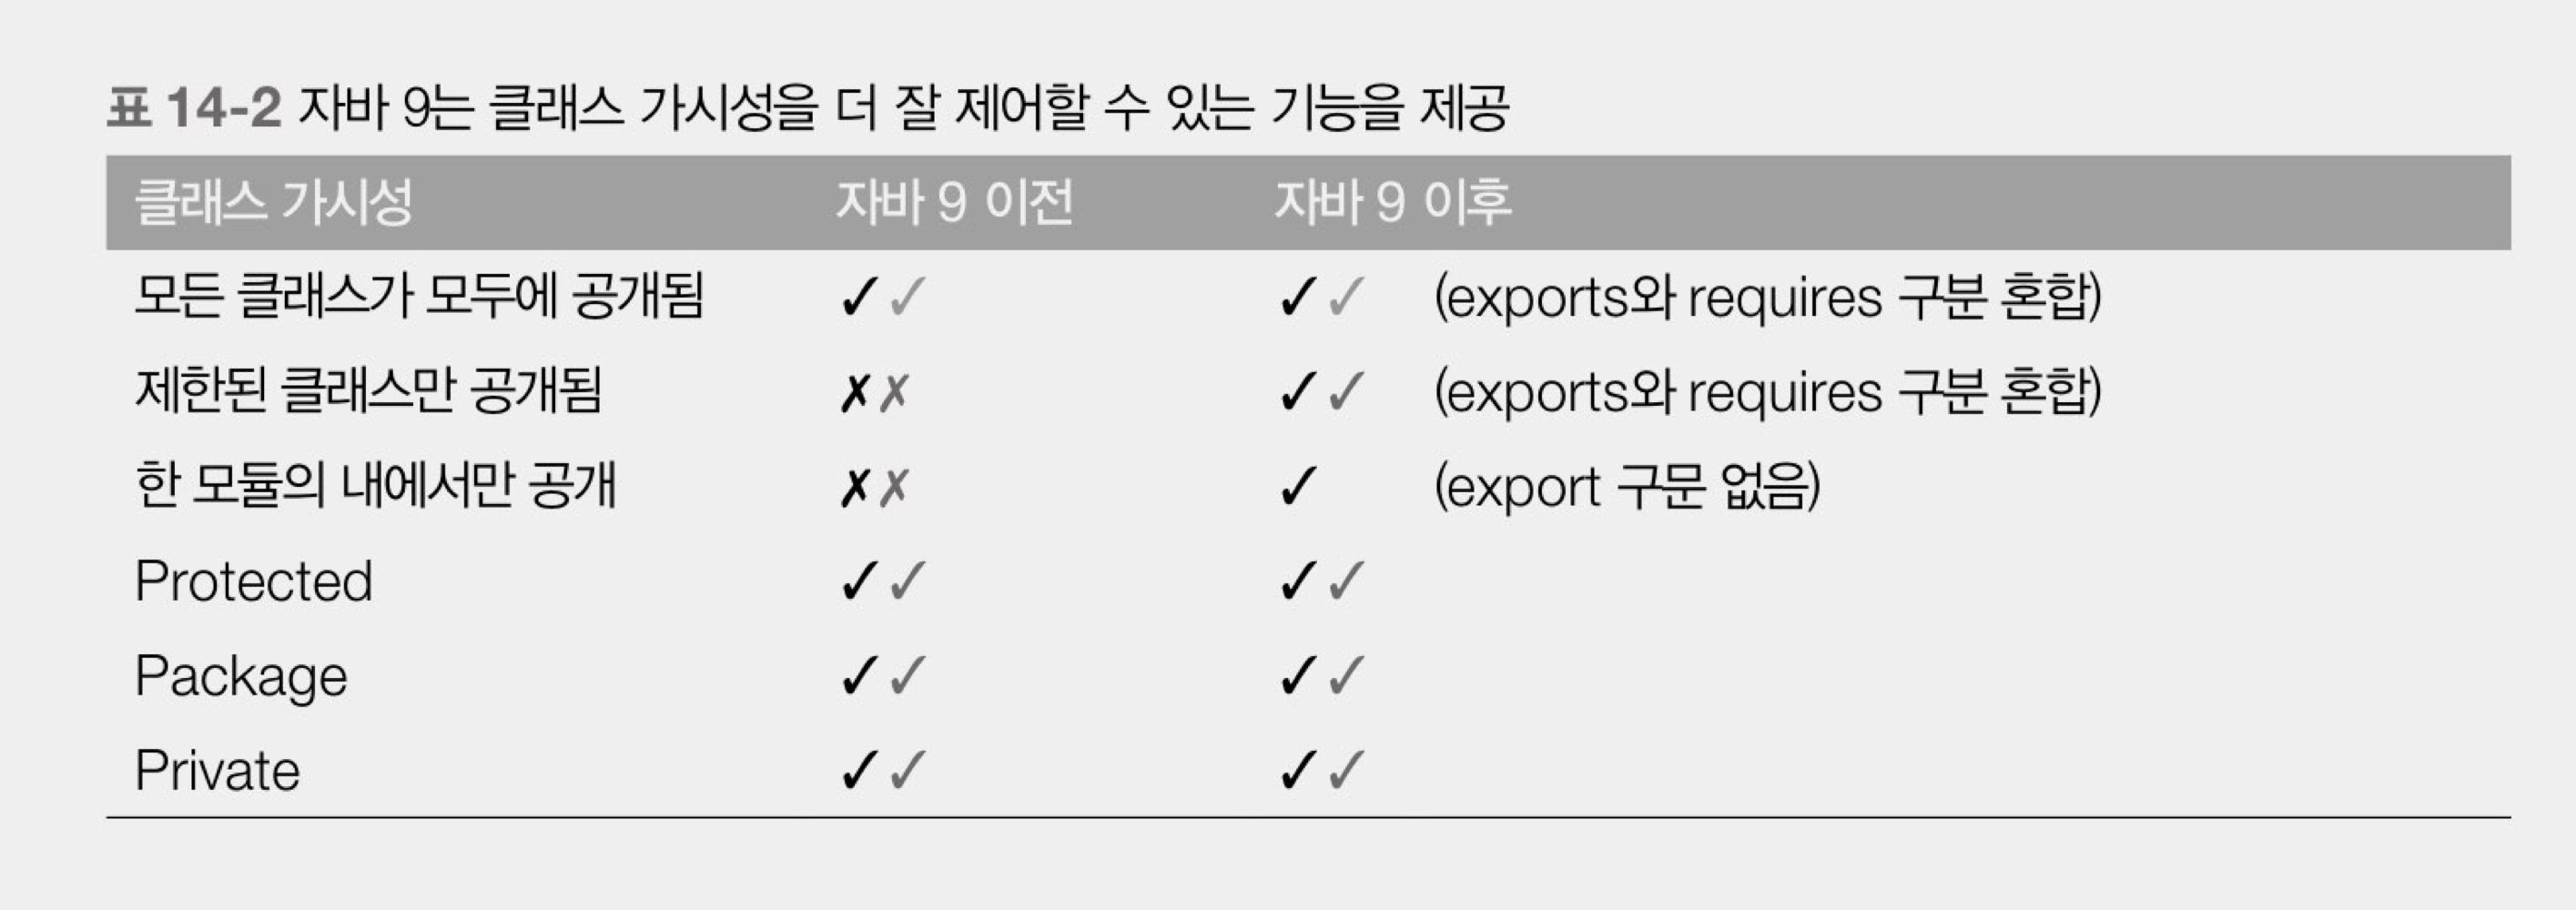 표 14-2 자바 9는 클래스 가시성을 더 잘 제어할 수 있는 기능을 제공
클래스 가시성 자바 9 이전 자바 9 이후
모든 클래스가 모두에 공개됨 ✓✓ ✓✓ (exports와 requires 구분 혼합)
제한된 클래스만 공개됨 ✗✗ ✓✓ (exports와 requires 구분 혼합)
한 모듈의 내에서만 공개 ✗✗ ✓ (export 구문 없음)
Protected ✓✓ ✓✓
Package ✓✓ ✓✓
Private ✓✓ ✓✓